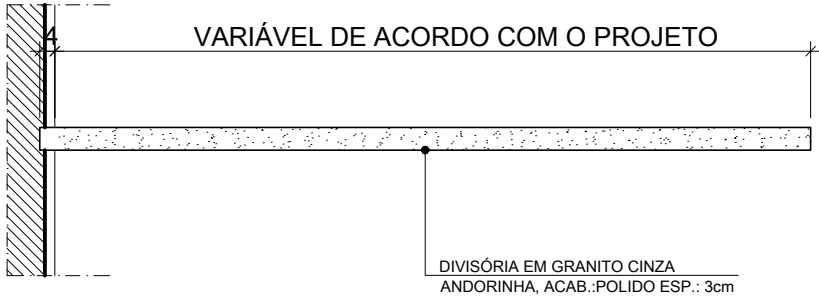 4
VARIÁVEL DE ACORDO COM O PROJETO
DIVISÓRIA EM GRANITO CINZA
ANDORINHA, ACAB.:POLIDO ESP.: 3cm